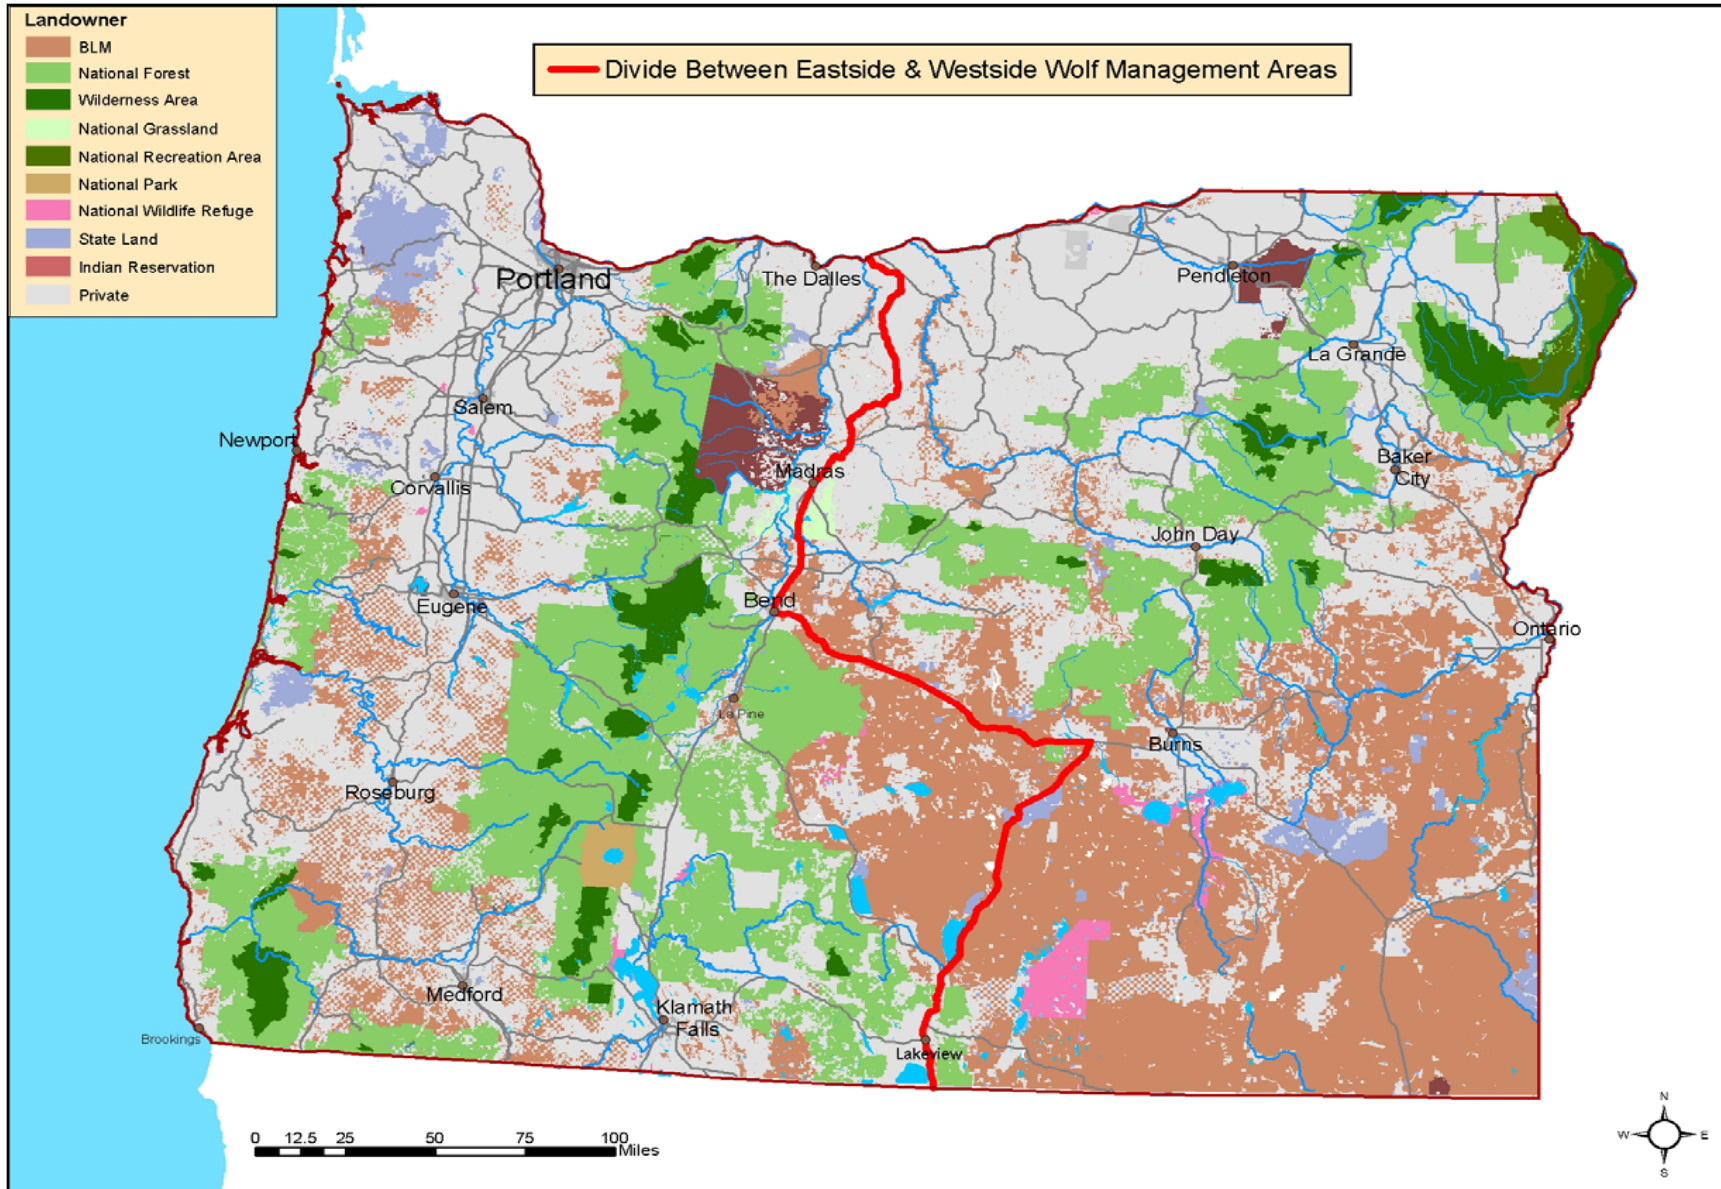 Landowner
BLM
National Forest
Wilderness Area
National Grassland
National Recreation Area
National Park
National Wildlife Refuge
State Land
Indian Reservation
Private
Divide Between Eastside & Westside Wolf Management Areas
Portland
The Dalles
Pendleton
La Grande
Salem
Newport
Corvallis
Madras
Baker
City
John Day
Eugene
Bend
Ontario
La Pine
Burns
Roseburg
Medford
Klamath
Falls
Brookings
Lakeview
0 12.5 25 50 75 100
Miles
N
W E
S